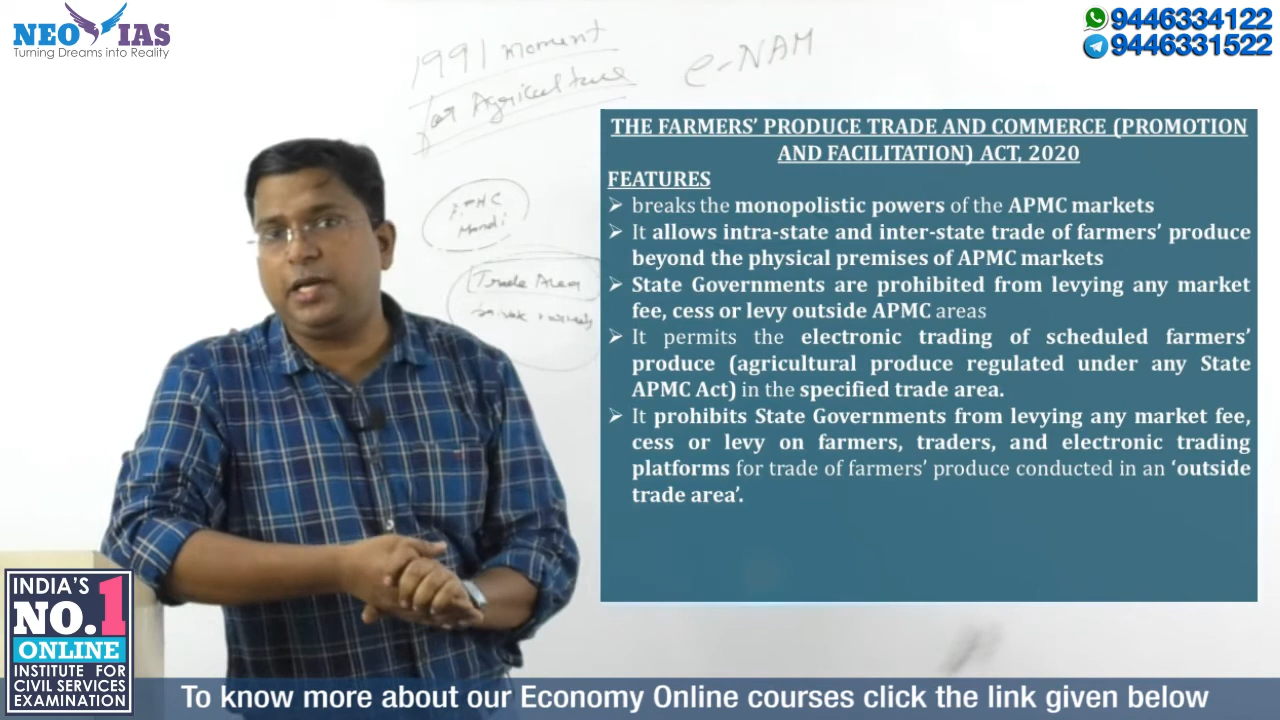 NEO IAS
Turning Dreams into Reality
9446334122
9446331522
1991 Moment
for Agriculture
e-NAM
APMC
Mandi
Trade Area
THE FARMERS’ PRODUCE TRADE AND COMMERCE (PROMOTION
AND FACILITATION) ACT, 2020
FEATURES
➢ breaks the monopolistic powers of the APMC markets
➢ It allows intra-state and inter-state trade of farmers’ produce
beyond the physical premises of APMC markets
➢ State Governments are prohibited from levying any market
fee, cess or levy outside APMC areas
➢ It permits the electronic trading of scheduled farmers’
produce (agricultural produce regulated under any State
APMC Act) in the specified trade area.
➢ It prohibits State Governments from levying any market fee,
cess or levy on farmers, traders, and electronic trading
platforms for trade of farmers’ produce conducted in an ‘outside
trade area’.
INDIA'S
NO.1
ONLINE
INSTITUTE FOR
CIVIL SERVICES
EXAMINATION
To know more about our Economy Online courses click the link given below